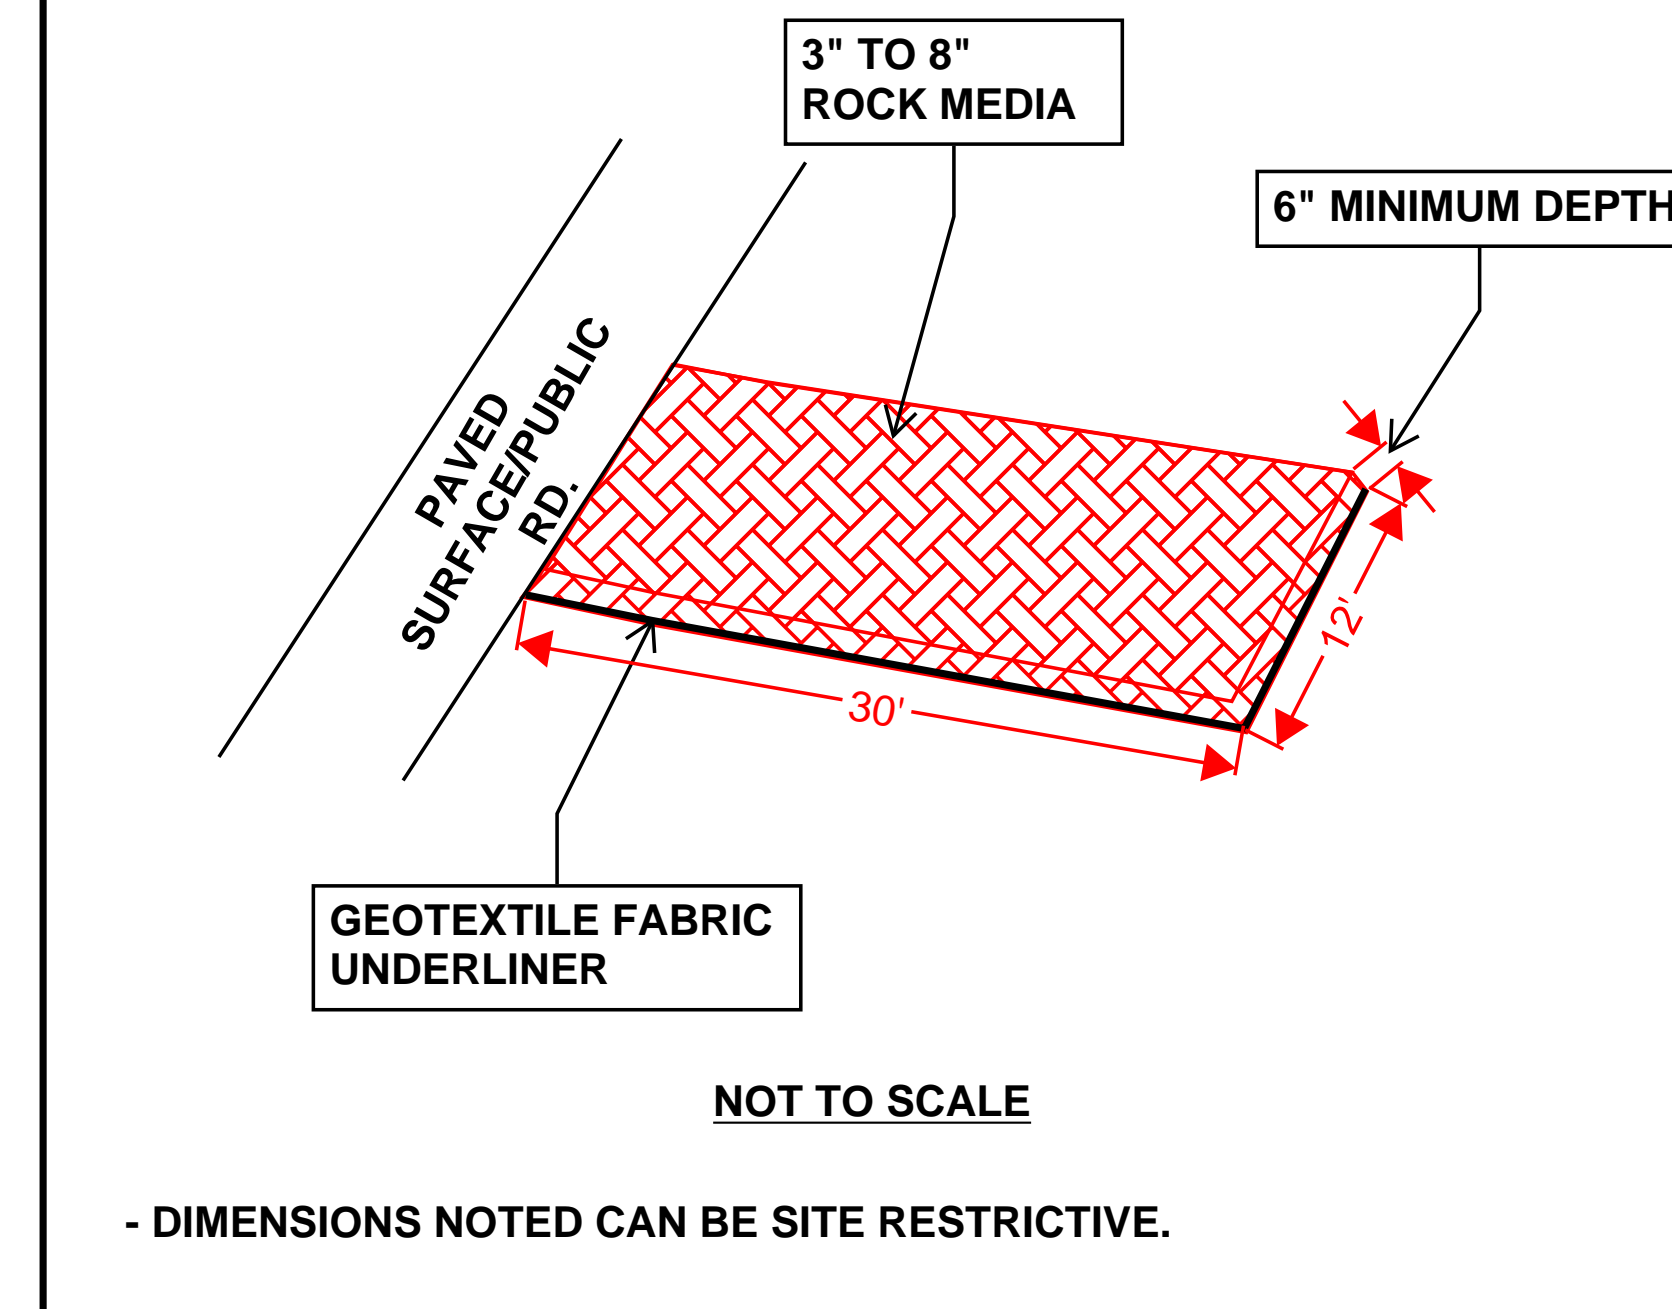 3" TO 8"
ROCK MEDIA
6" MINIMUM DEPTH
PAVED
SURFACE/PUBLIC
RD.
12'
30'
GEOTEXTILE FABRIC
UNDERLINER
NOT TO SCALE
- DIMENSIONS NOTED CAN BE SITE RESTRICTIVE.